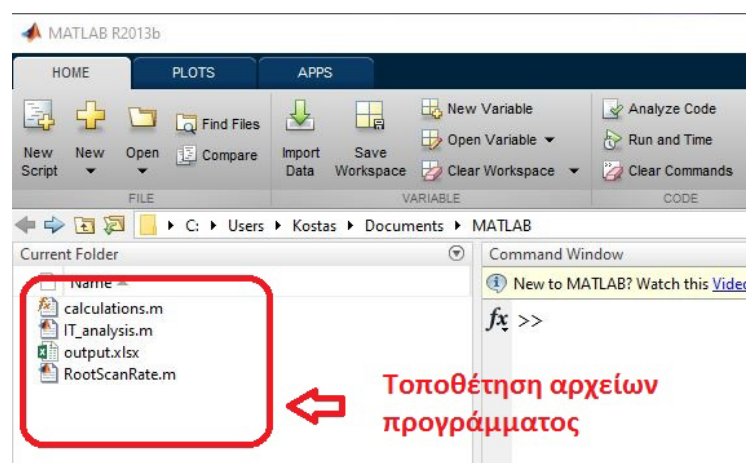 MATLAB R2013b
HOME PLOTS APPS
New Script
New
Open
Find Files
Compare
Import Data
Save Workspace
New Variable
Open Variable
Clear Workspace
Analyze Code
Run and Time
Clear Commands
FILE VARIABLE CODE
C: Users Kostas Documents MATLAB
Current Folder
Name
calculations.m
IT_analysis.m
output.xlsx
RootScanRate.m
Command Window
New to MATLAB? Watch this Video
fx >>
Τοποθέτηση αρχείων
προγράμματος